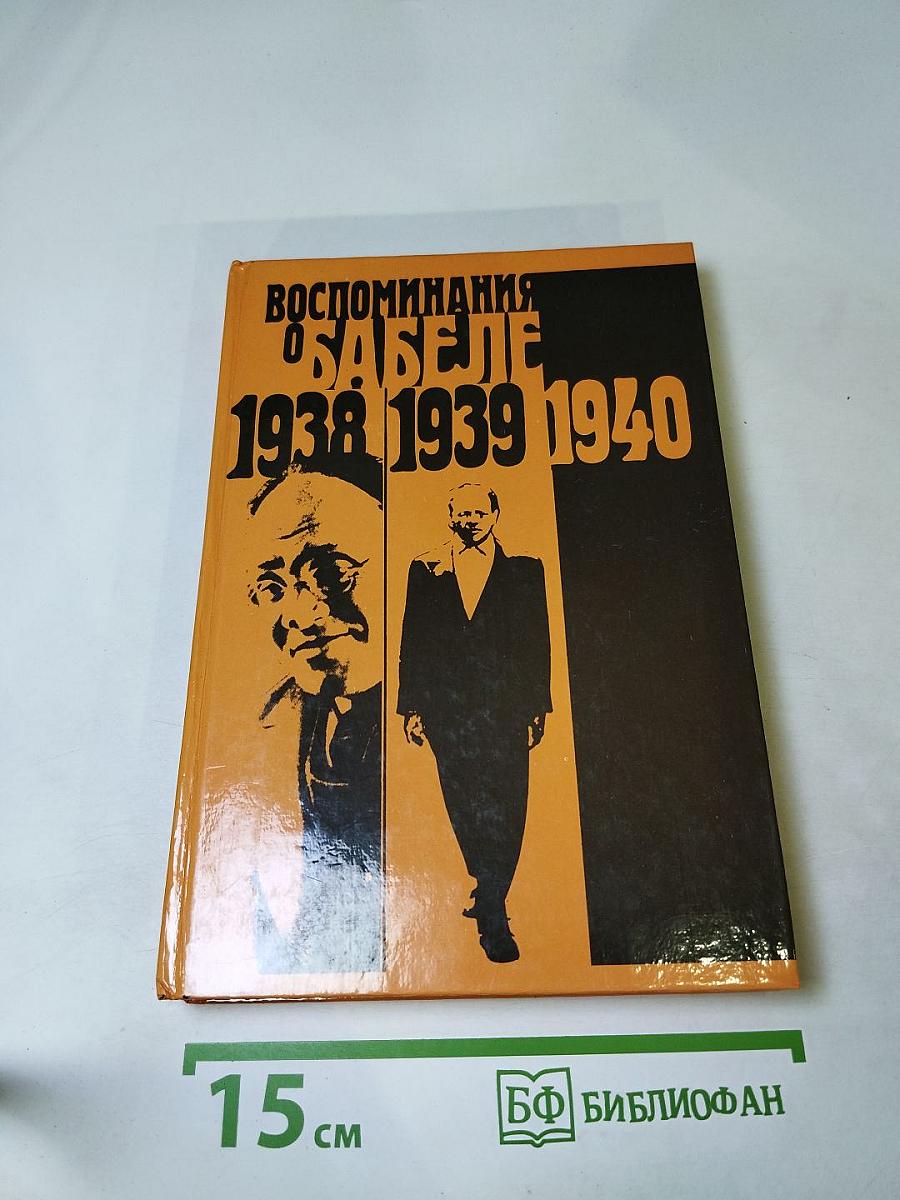 ВОСПОМИНАНИЯ
О БАБЕЛЕ
1938 1939 1940
15 см
БФ БИБЛИОФАН